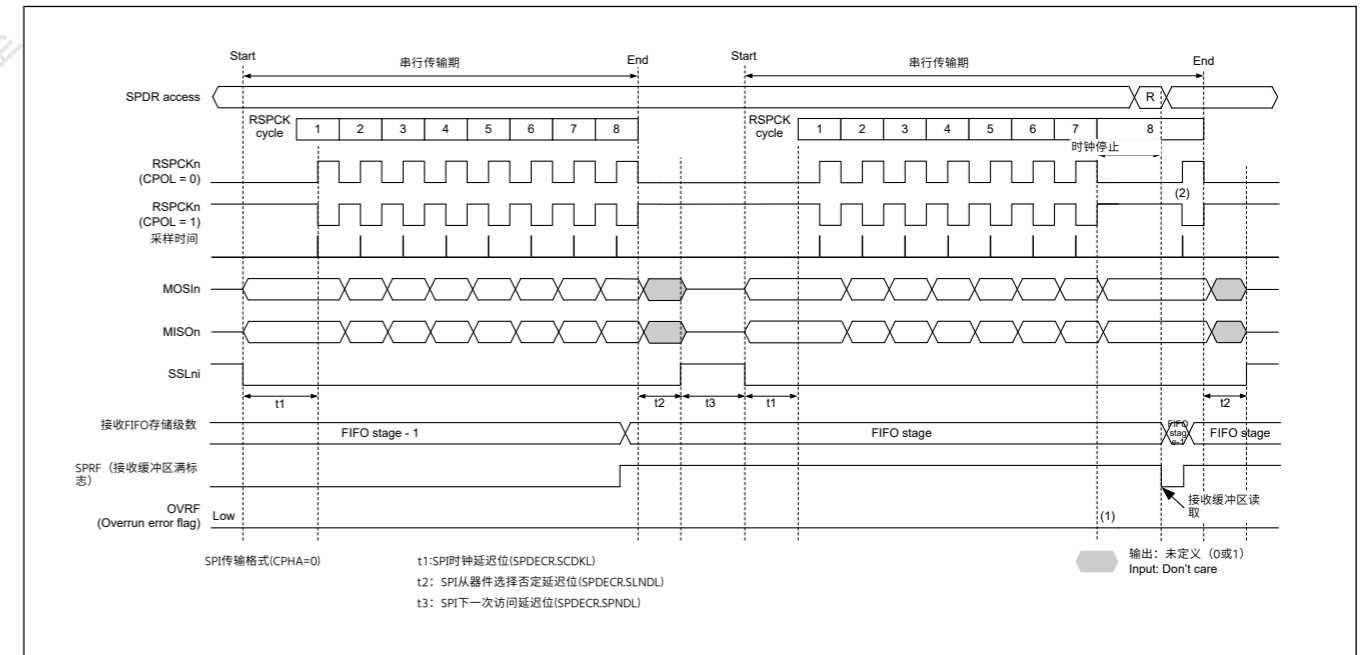 Start
串行传输期
End
Start
串行传输期
End
SPDR access
R
RSPCK
cycle
1 2 3 4 5 6 7 8
RSPCK
cycle
1 2 3 4 5 6 7 8
时钟停止
RSPCKn
(CPOL = 0)
(2)
RSPCKn
(CPOL = 1)
采样时间
MOSIn
MISOn
SSLni
t1
t2
t3
t1
t2
接收FIFO存储级数
FIFO stage - 1
FIFO stage
FIFO
stag
e-1
FIFO stage
SPRF（接收缓冲区满标
志）
接收缓冲区读
取
OVRF
(Overrun error flag)
Low
(1)
SPI传输格式(CPHA=0)
t1:SPI时钟延迟位(SPDECR.SCDKL)
t2：SPI从器件选择否定延迟位(SPDECR.SLNDL)
t3：SPI下一次访问延迟位(SPDECR.SPNDL)
输出：未定义（0或1）
Input: Don't care